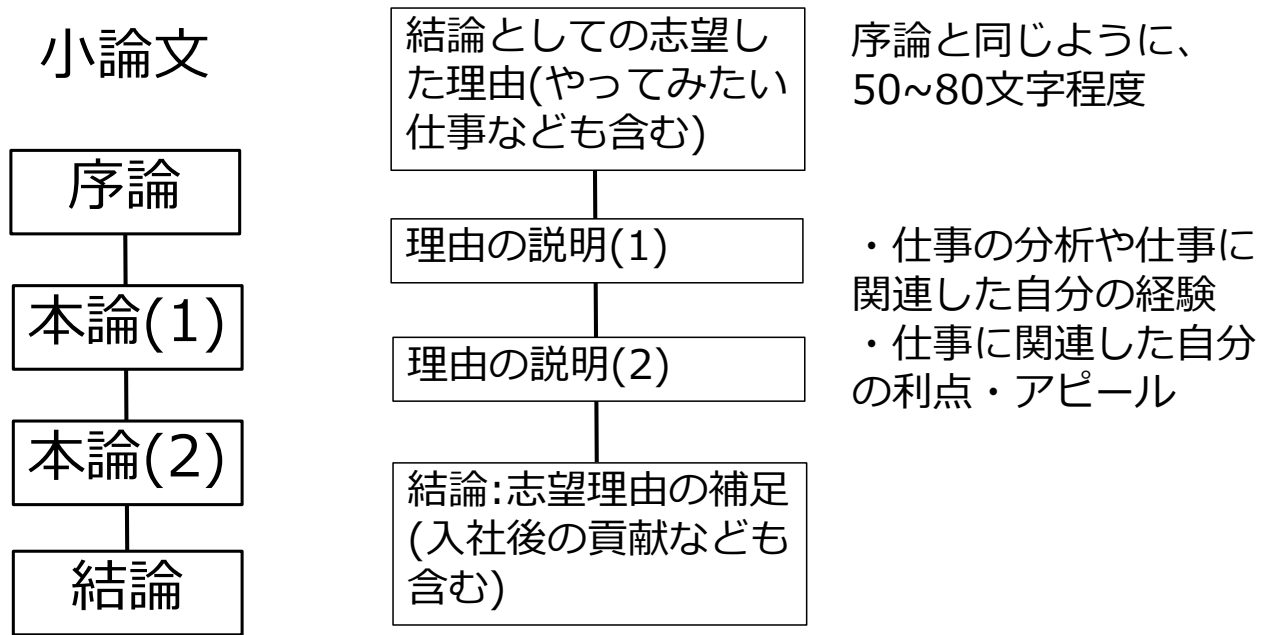 小論文
序論
本論(1)
本論(2)
結論
結論としての志望し
た理由(やってみたい
仕事なども含む)
理由の説明(1)
理由の説明(2)
結論:志望理由の補足
(入社後の貢献なども
含む)
序論と同じように、
50~80文字程度
・仕事の分析や仕事に
関連した自分の経験
・仕事に関連した自分
の利点・アピール